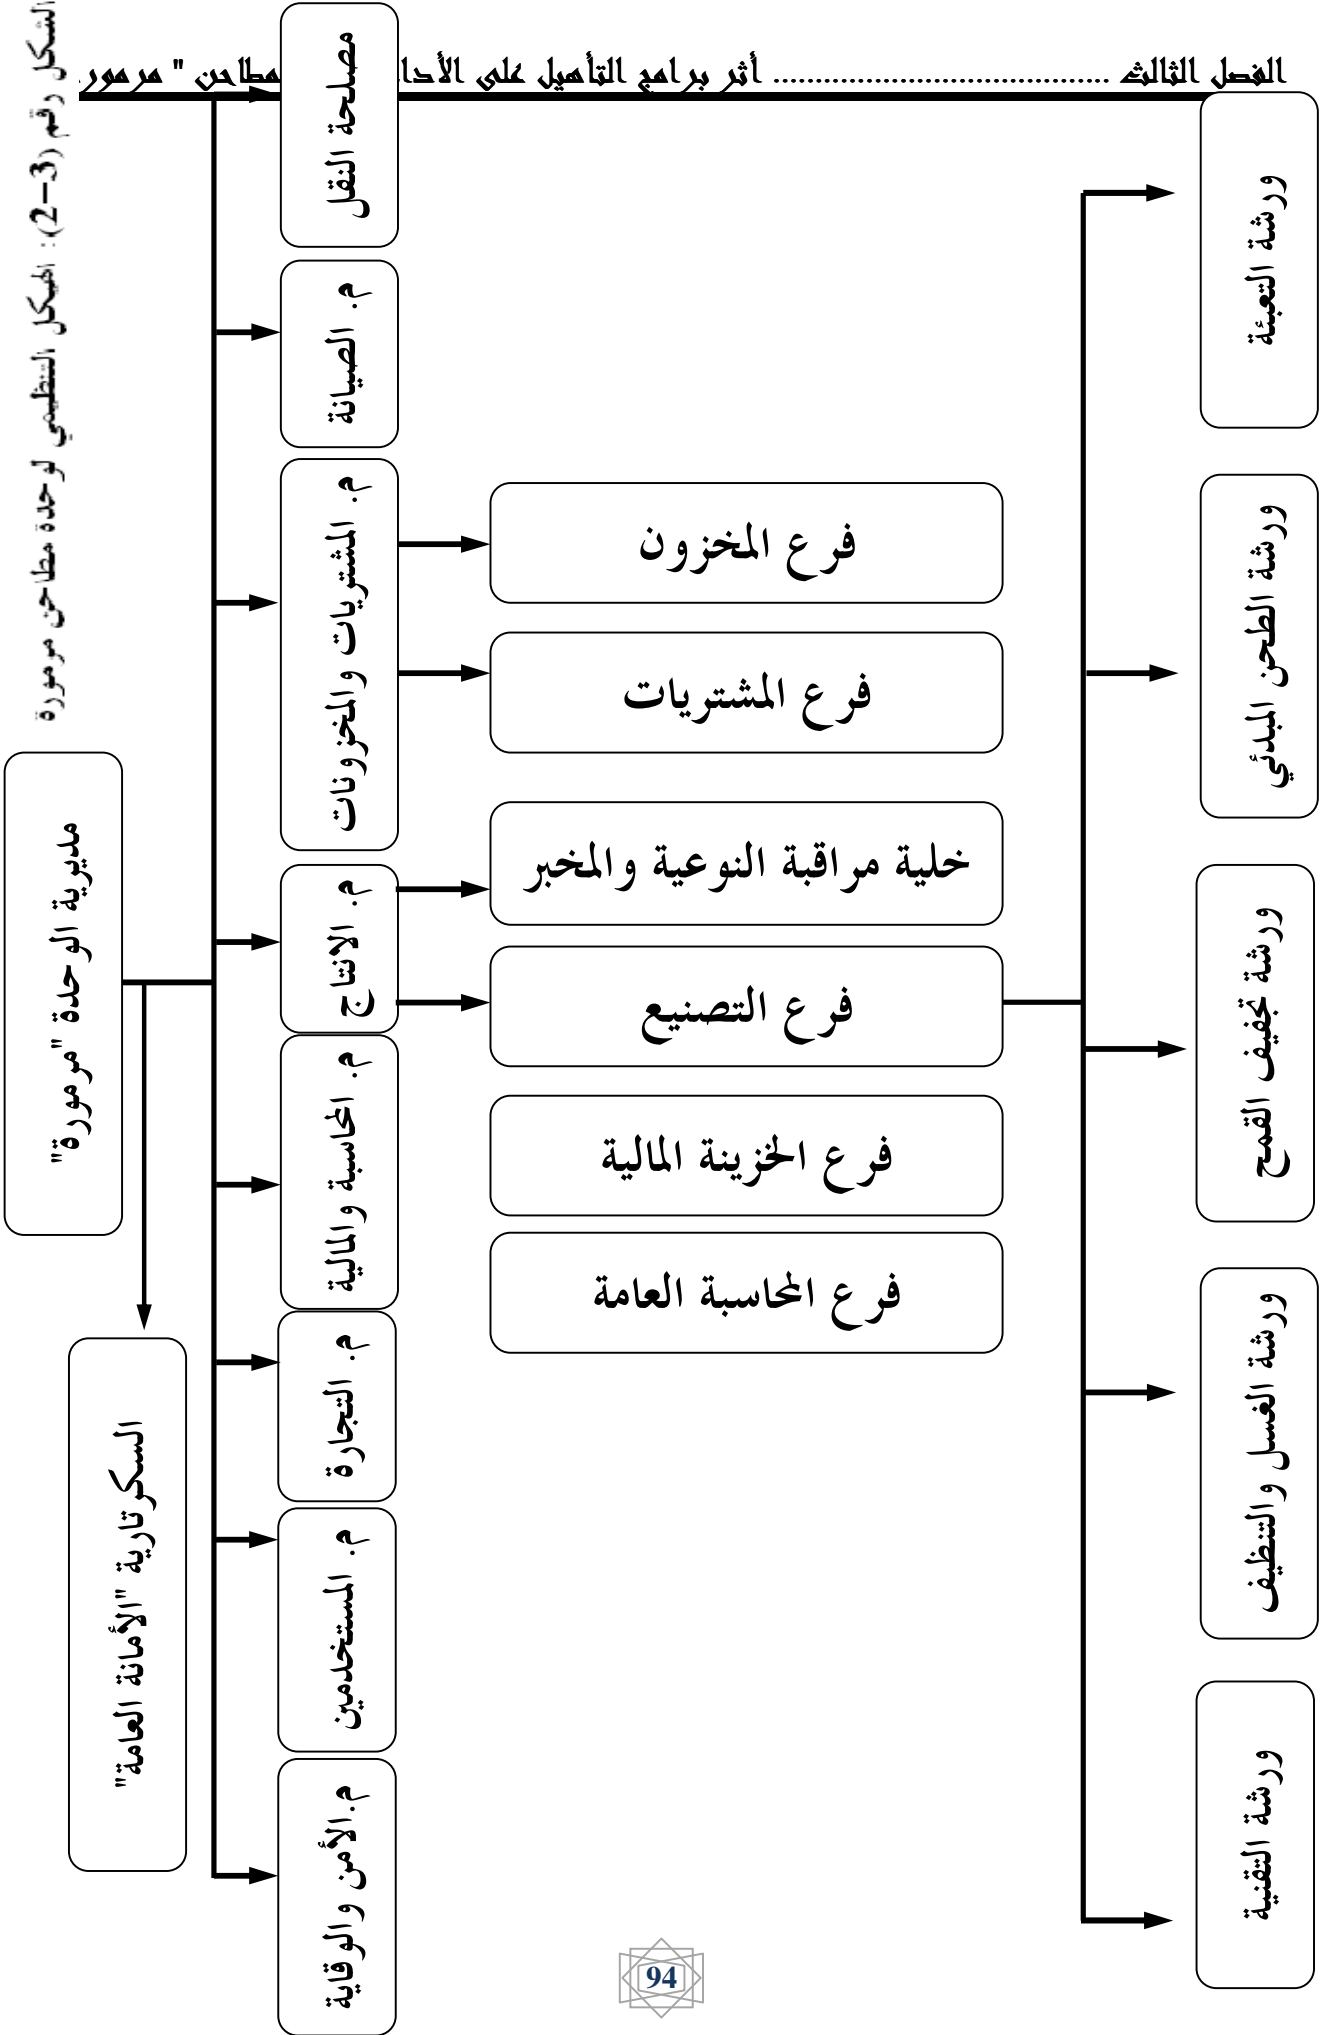 الفصل الثالث ........................................ أثر برامج التأهيل على الأدا مطاحن " مرمور
الشكل رقم (3-2): الهيكل التنظيمي لوحدة مطاحن مرمورة
مديرية الوحدة "مرمورة"
السكرتارية "الأمانة العامة"
مصلحة النقل
م. الصيانة
م. المشتريات والمخزونات
م. الانتاج
م. المحاسبة والمالية
م. التجارة
م. المستخدمين
م.الأمن والوقاية
فرع المخزون
فرع المشتريات
خلية مراقبة النوعية والمخبر
فرع التصنيع
فرع الخزينة المالية
فرع المحاسبة العامة
ورشة التعبئة
ورشة الطحن المبدئي
ورشة تجفيف القمح
ورشة الغسل والتنظيف
ورشة التقنية
94